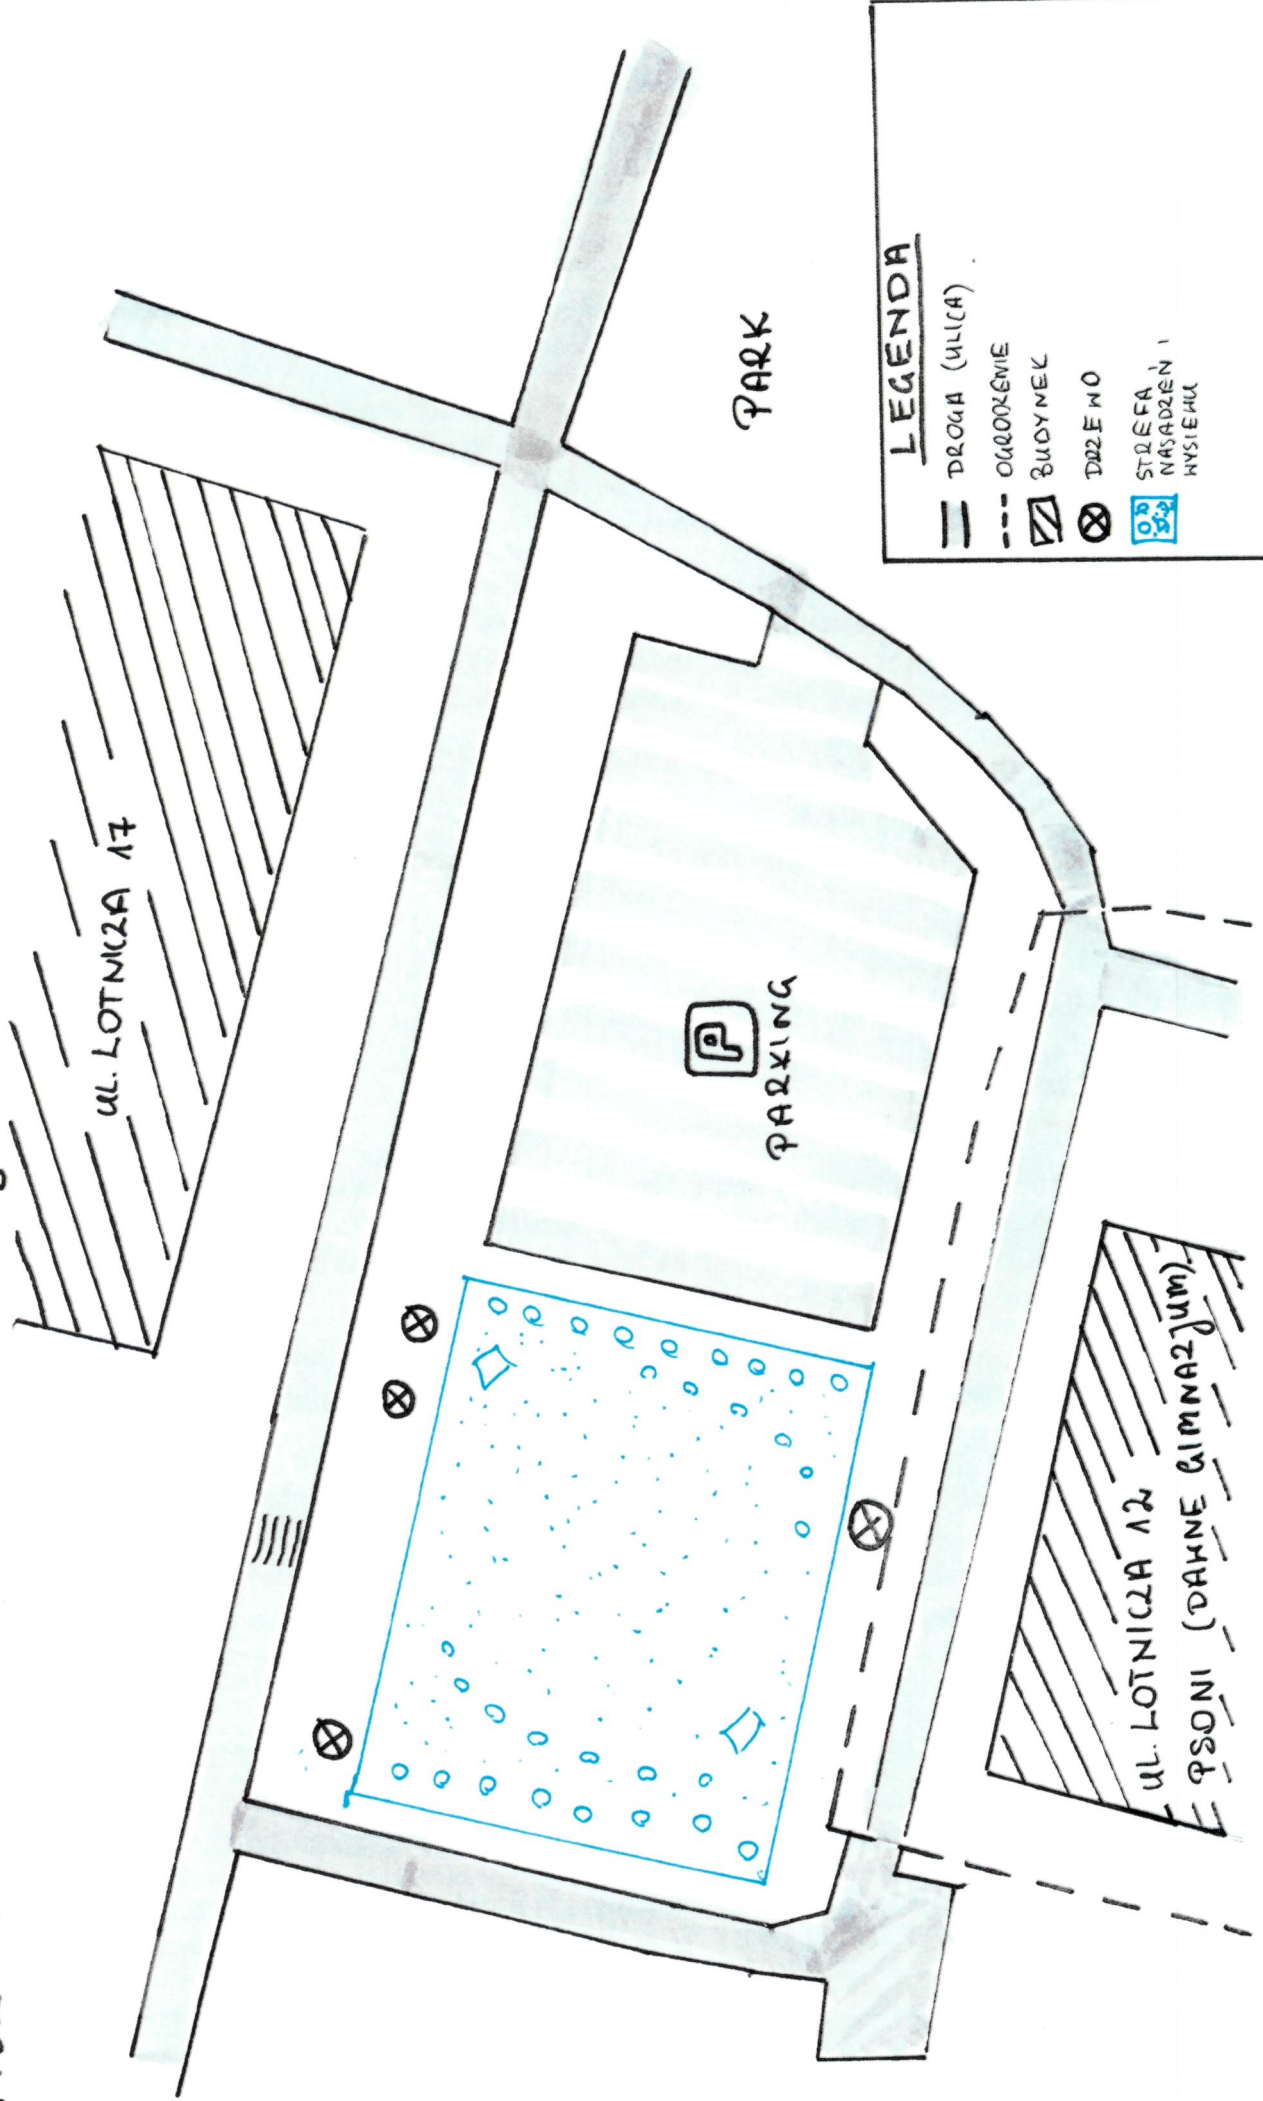 UL. LOTNICZA 17
PARK
P
PARKING
UL. LOTNICZA 12
PSONI (DAWNE GIMNAZJUM)
LEGENDA
DROGA (ULICA)
OGRODZENIE
BUDYNEK
DRZEWO
STREFA
NASADZEŃ I
WYSIEWU